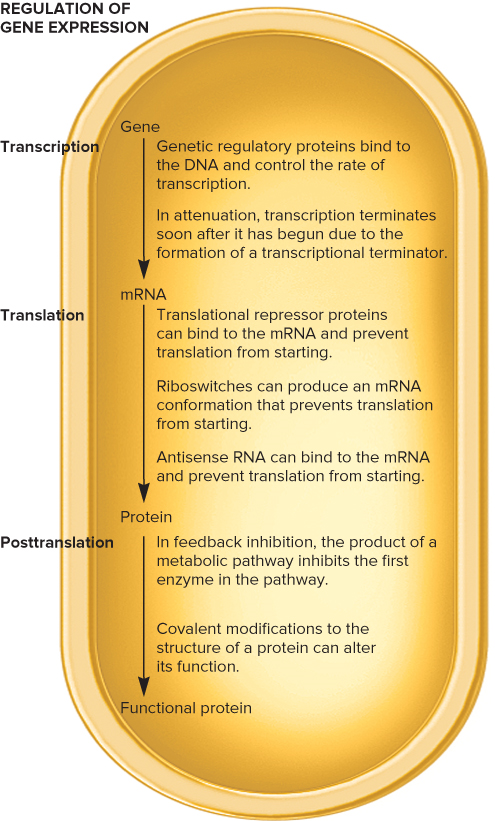 REGULATION OF
GENE EXPRESSION
Gene
Transcription
Genetic regulatory proteins bind to
the DNA and control the rate of
transcription.
In attenuation, transcription terminates
soon after it has begun due to the
formation of a transcriptional terminator.
mRNA
Translation
Translational repressor proteins
can bind to the mRNA and prevent
translation from starting.
Riboswitches can produce an mRNA
conformation that prevents translation
from starting.
Antisense RNA can bind to the mRNA
and prevent translation from starting.
Protein
Posttranslation
In feedback inhibition, the product of a
metabolic pathway inhibits the first
enzyme in the pathway.
Covalent modifications to the
structure of a protein can alter
its function.
Functional protein